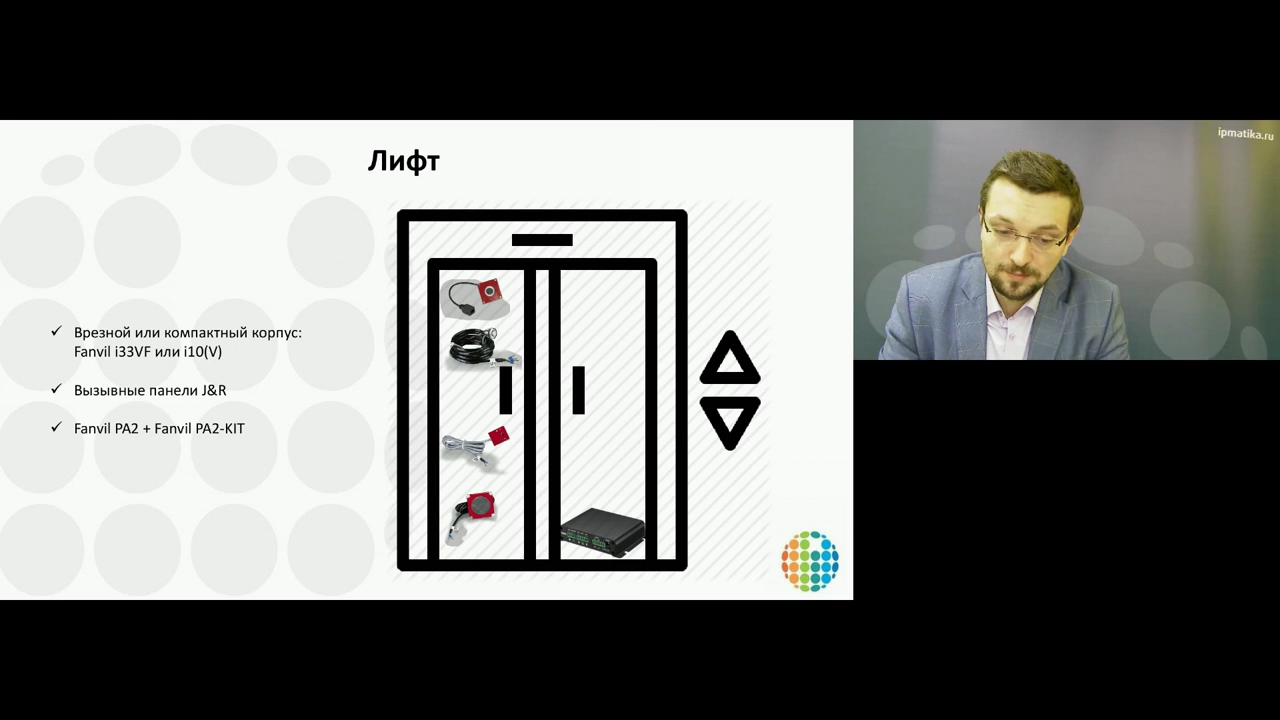 Лифт
ipmatika.ru
Врезной или компактный корпус:
Fanvil i33VF или i10(V)
Вызывные панели J&R
Fanvil PA2 + Fanvil PA2-KIT